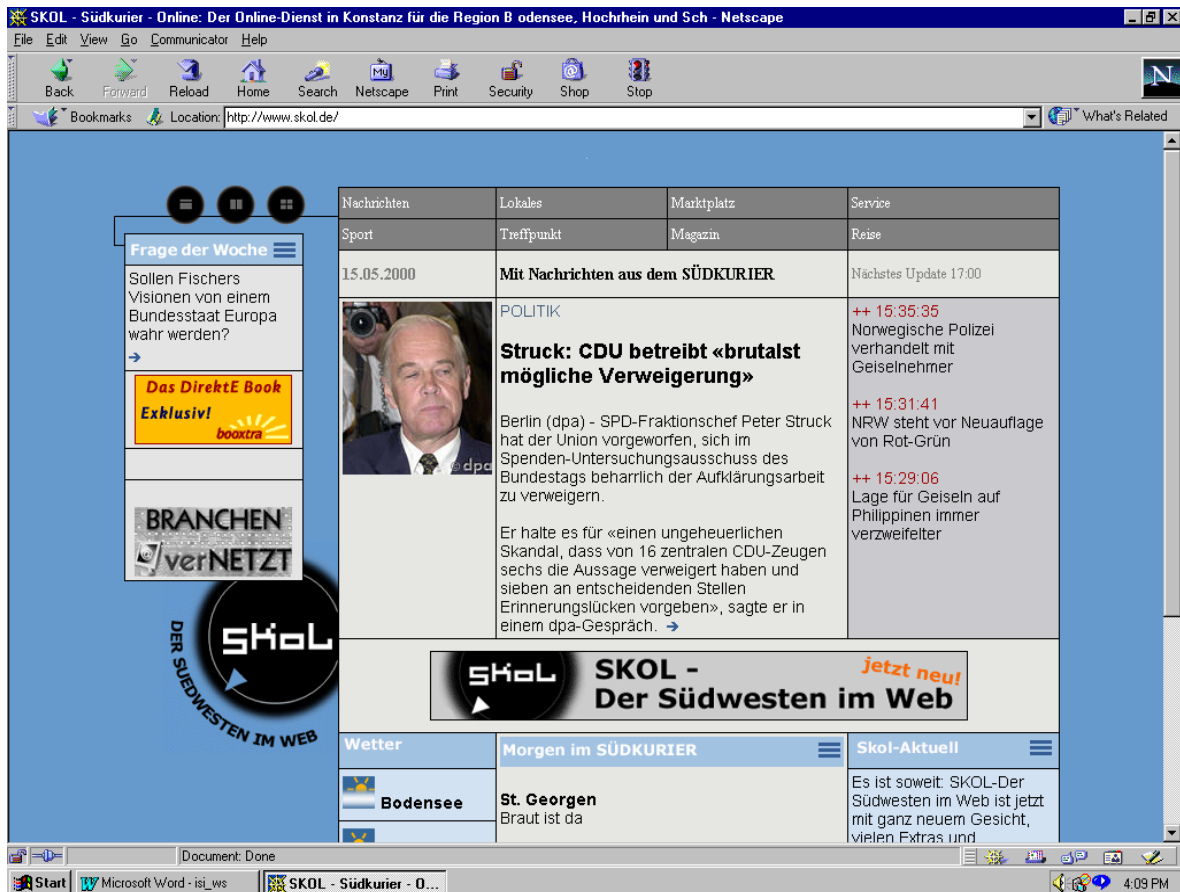 SKOL - Südkurier - Online: Der Online-Dienst in Konstanz für die Region B odensee, Hochrhein und Sch - Netscape
File Edit View Go Communicator Help
Back Forward Reload Home Search Netscape Print Security Shop Stop
My
N
Bookmarks Location: http://www.skol.de/ What's Related
Nachrichten Lokales Marktplatz Service
Sport Treffpunkt Magazin Reise
15.05.2000 Mit Nachrichten aus dem SÜDKURIER Nächstes Update 17:00
Frage der Woche
Sollen Fischers
Visionen von einem
Bundesstaat Europa
wahr werden?
Das DirektE Book
Exklusiv!
booxtra
BRANCHEN
verNETZT
SKOL
DER SUEDWESTEN IM WEB
© dpa
POLITIK
Struck: CDU betreibt «brutalst
mögliche Verweigerung»
Berlin (dpa) - SPD-Fraktionschef Peter Struck
hat der Union vorgeworfen, sich im
Spenden-Untersuchungsausschuss des
Bundestags beharrlich der Aufklärungsarbeit
zu verweigern.
Er halte es für «einen ungeheuerlichen
Skandal, dass von 16 zentralen CDU-Zeugen
sechs die Aussage verweigert haben und
sieben an entscheidenden Stellen
Erinnerungslücken vorgeben», sagte er in
einem dpa-Gespräch.
++ 15:35:35
Norwegische Polizei
verhandelt mit
Geiselnehmer
++ 15:31:41
NRW steht vor Neuauflage
von Rot-Grün
++ 15:29:06
Lage für Geiseln auf
Philippinen immer
verzweifelter
SKOL
SKOL -
Der Südwesten im Web
jetzt neu!
Wetter
Bodensee
Morgen im SÜDKURIER
St. Georgen
Braut ist da
Skol-Aktuell
Es ist soweit: SKOL-Der
Südwesten im Web ist jetzt
mit ganz neuem Gesicht,
vielen Extras und
Document: Done
Start Microsoft Word - isi_ws SKOL - Südkurier - O... 4:09 PM